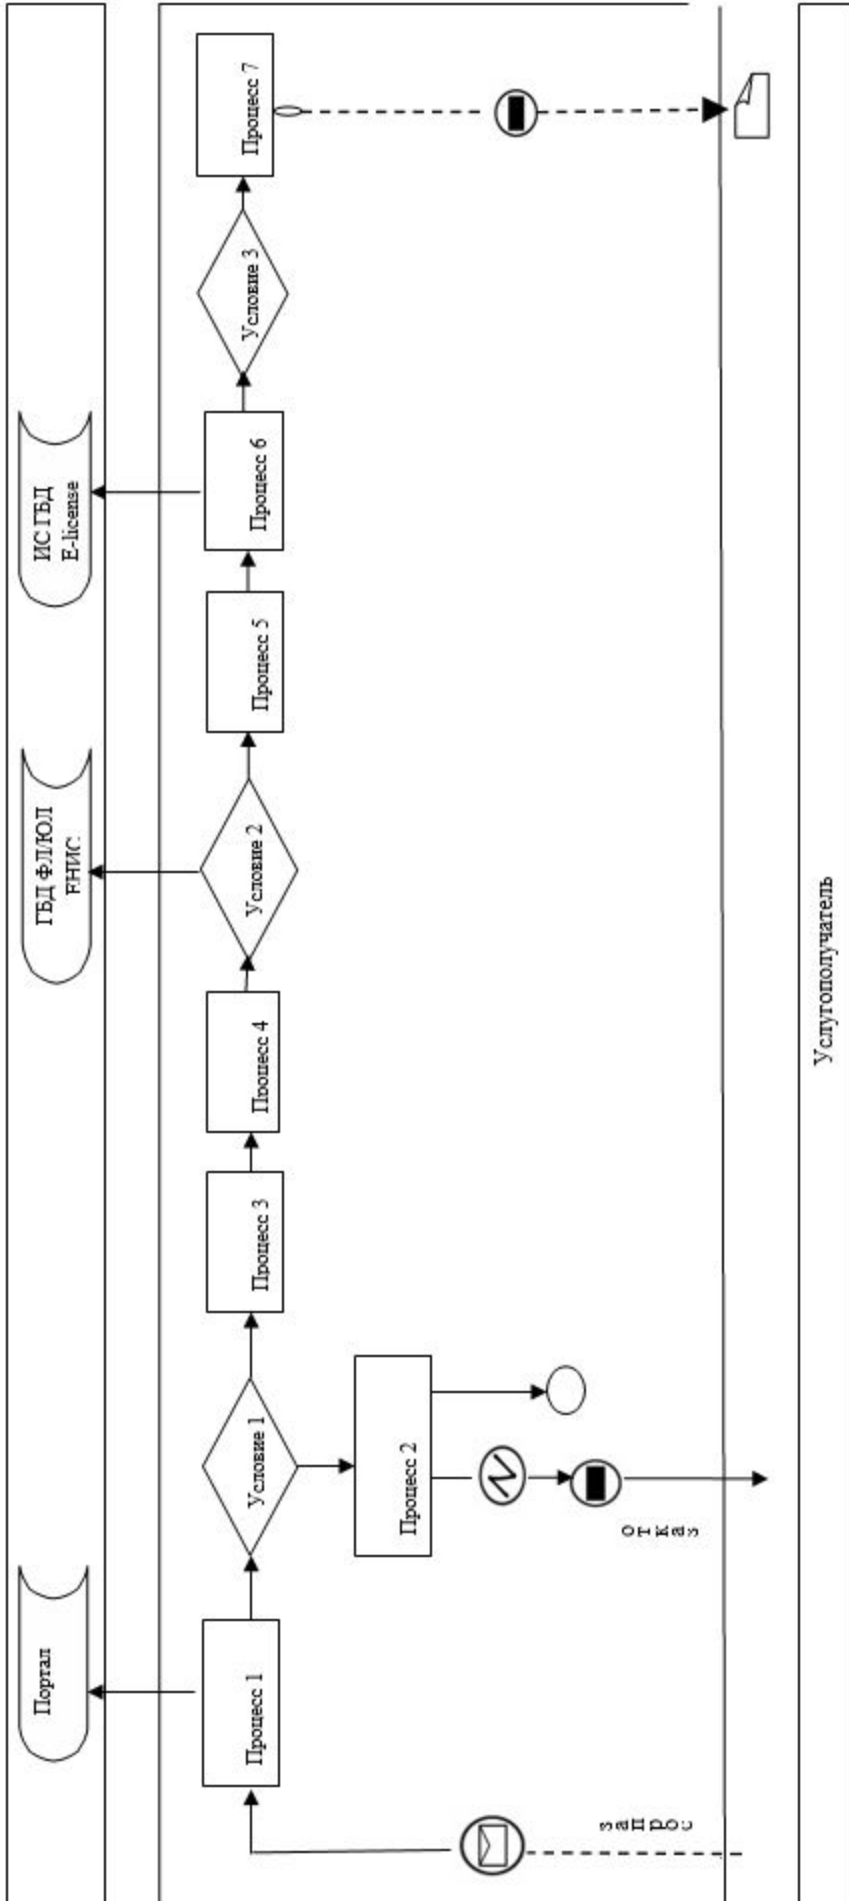 Портал
ГБД ФЛ/ЮЛ
ЕНИС
ИС ГБД
E-license
Процесс 1
Условие 1
Процесс 3
Процесс 4
Условие 2
Процесс 5
Процесс 6
Условие 3
Процесс 7
Процесс 2
отказ
запрос
Услугополучатель